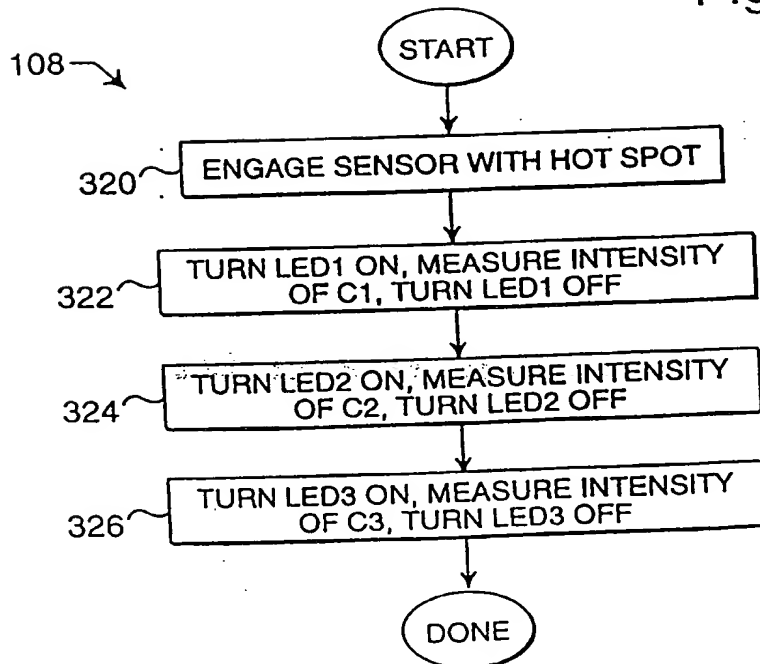 START
108
ENGAGE SENSOR WITH HOT SPOT
320
TURN LED1 ON, MEASURE INTENSITY
OF C1, TURN LED1 OFF
322
TURN LED2 ON, MEASURE INTENSITY
OF C2, TURN LED2 OFF
324
TURN LED3 ON, MEASURE INTENSITY
OF C3, TURN LED3 OFF
326
DONE